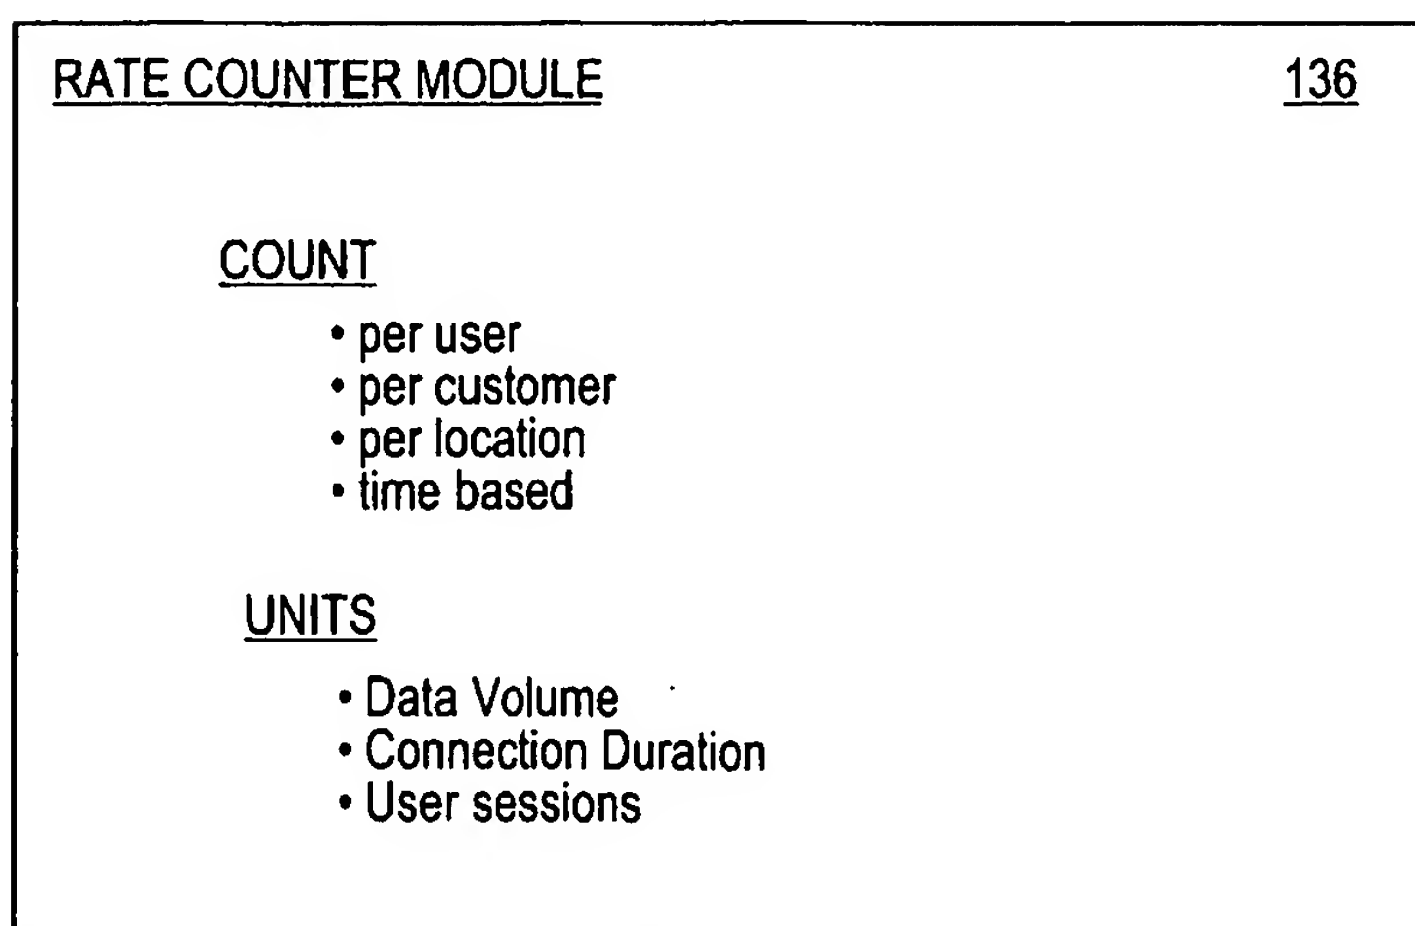 RATE COUNTER MODULE 136
COUNT
• per user
• per customer
• per location
• time based
UNITS
• Data Volume
• Connection Duration
• User sessions